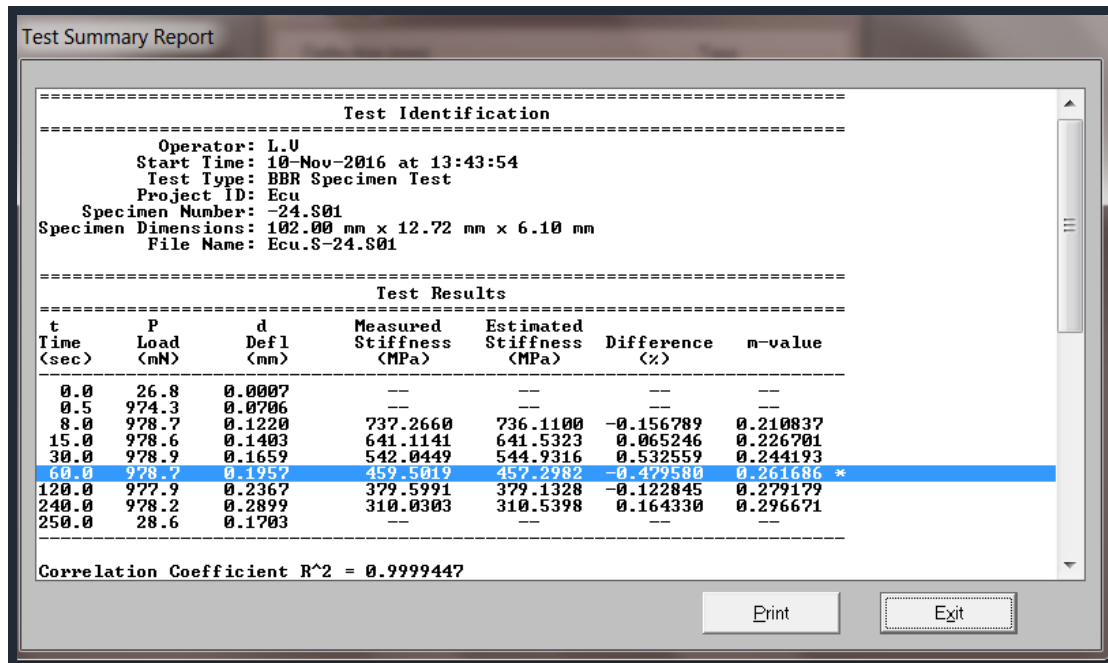 Test Summary Report
================================================================================
Test Identification
================================================================================
Operator: L.V
Start Time: 10-Nov-2016 at 13:43:54
Test Type: BBR Specimen Test
Project ID: Ecu
Specimen Number: -24.S01
Specimen Dimensions: 102.00 mm x 12.72 mm x 6.10 mm
File Name: Ecu.S-24.S01
================================================================================
Test Results
================================================================================
t P d Measured Estimated
Time Load Defl Stiffness Stiffness Difference m-value
(sec) (mN) (mm) (MPa) (MPa) (%)
--------------------------------------------------------------------------------
0.0 26.8 0.0007 -- -- -- --
0.5 974.3 0.0706 -- -- -- --
8.0 978.7 0.1220 737.2660 736.1100 -0.156789 0.210837
15.0 978.6 0.1403 641.1141 641.5323 0.065246 0.226701
30.0 978.9 0.1659 542.0449 544.9316 0.532559 0.244193
60.0 978.7 0.1957 459.5019 457.2982 -0.479580 0.261686 *
120.0 977.9 0.2367 379.5991 379.1328 -0.122845 0.279179
240.0 978.2 0.2899 310.0303 310.5398 0.164330 0.296671
250.0 28.6 0.1703 -- -- -- --
--------------------------------------------------------------------------------
Correlation Coefficient R^2 = 0.9999447
Print Exit